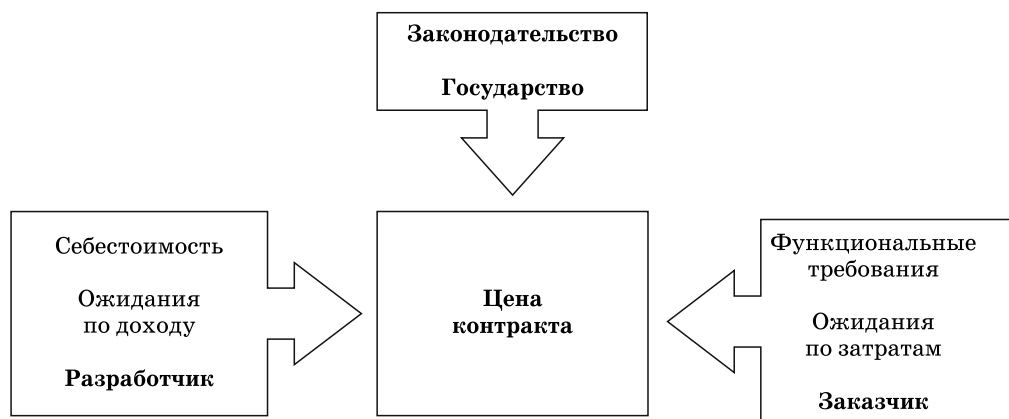 Законодательство
Государство
Себестоимость
Ожидания
по доходу
Разработчик
Цена
контракта
Функциональные
требования
Ожидания
по затратам
Заказчик